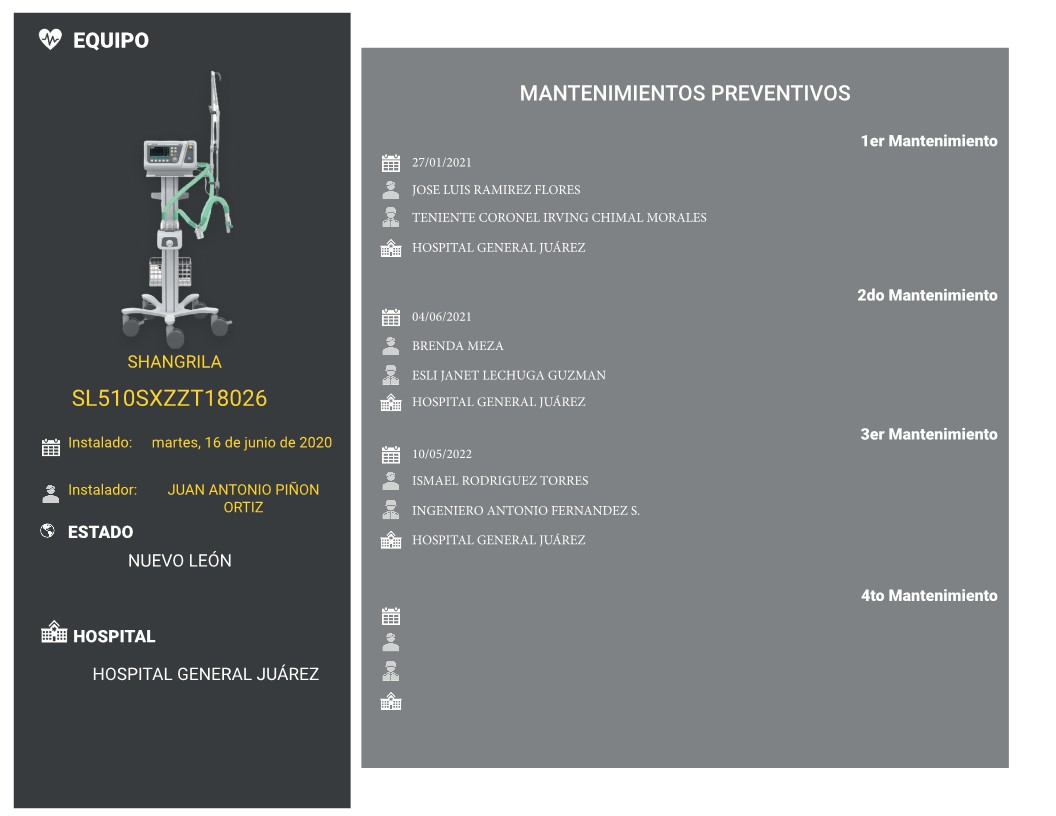 EQUIPO
SHANGRILA
SL510SXZZT18026
Instalado: martes, 16 de junio de 2020
Instalador: JUAN ANTONIO PIÑON
ORTIZ
ESTADO
NUEVO LEÓN
HOSPITAL
HOSPITAL GENERAL JUÁREZ
MANTENIMIENTOS PREVENTIVOS
1er Mantenimiento
27/01/2021
JOSE LUIS RAMIREZ FLORES
TENIENTE CORONEL IRVING CHIMAL MORALES
HOSPITAL GENERAL JUÁREZ
2do Mantenimiento
04/06/2021
BRENDA MEZA
ESLI JANET LECHUGA GUZMAN
HOSPITAL GENERAL JUÁREZ
3er Mantenimiento
10/05/2022
ISMAEL RODRIGUEZ TORRES
INGENIERO ANTONIO FERNANDEZ S.
HOSPITAL GENERAL JUÁREZ
4to Mantenimiento